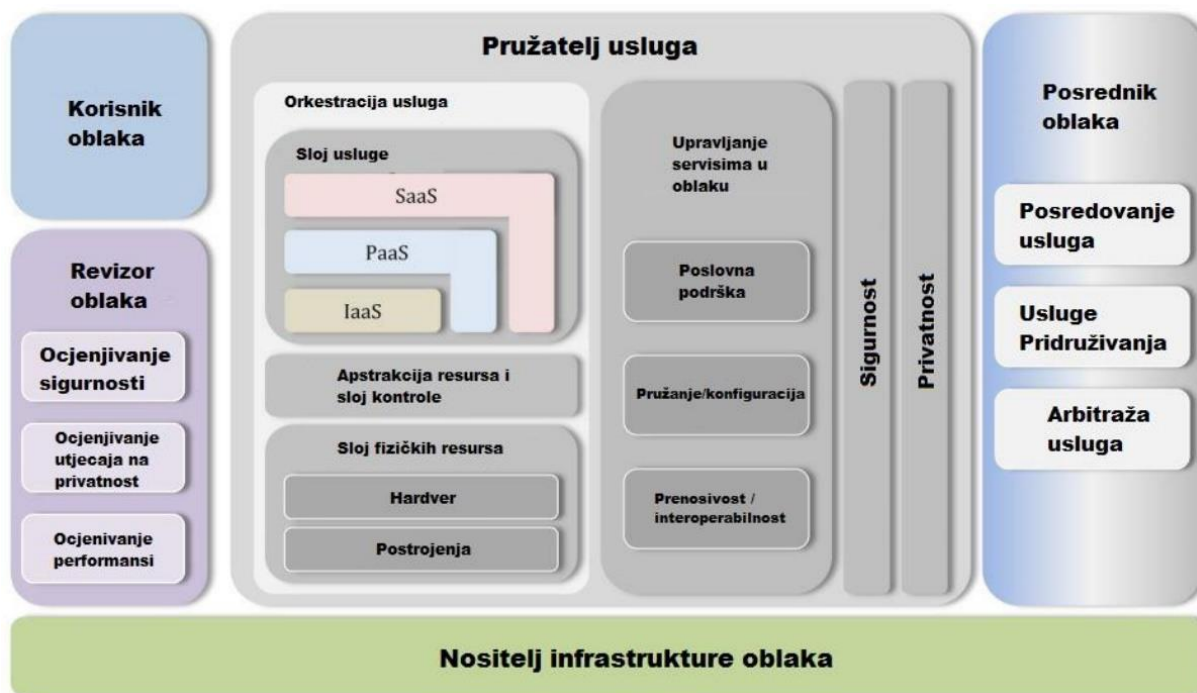 Korisnik
oblaka
Revizor
oblaka
Ocjenjivanje
sigurnosti
Ocjenjivanje
utjecaja na
privatnost
Ocjenivanje
performansi
Pružatelj usluga
Orkestracija usluga
Sloj usluge
SaaS
PaaS
IaaS
Apstrakcija resursa i
sloj kontrole
Sloj fizičkih resursa
Hardver
Postrojenja
Upravljanje
servisima u
oblaku
Poslovna
podrška
Pružanje/konfiguracija
Prenosivost /
interoperabilnost
Sigurnost
Privatnost
Posrednik
oblaka
Posredovanje
usluga
Usluge
Pridruživanja
Arbitraža
usluga
Nositelj infrastrukture oblaka